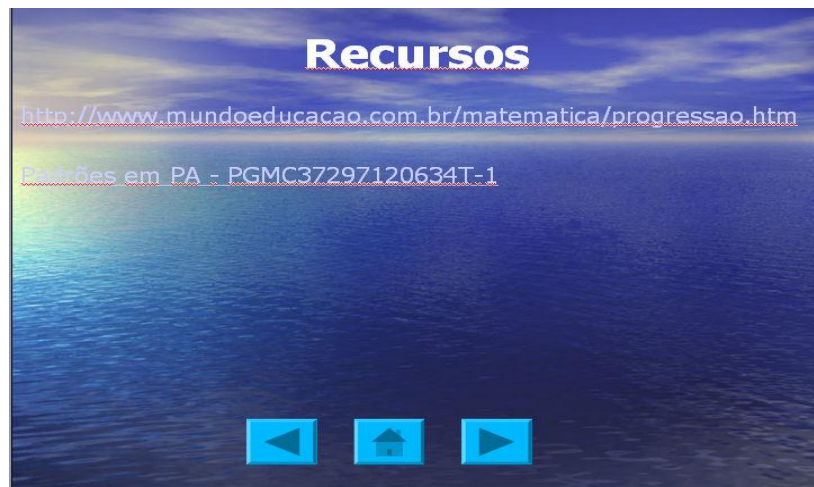 Recursos
http://www.mundoeducacao.com.br/matematica/progressao.htm
Padrões em PA - PGMC37297120634T-1